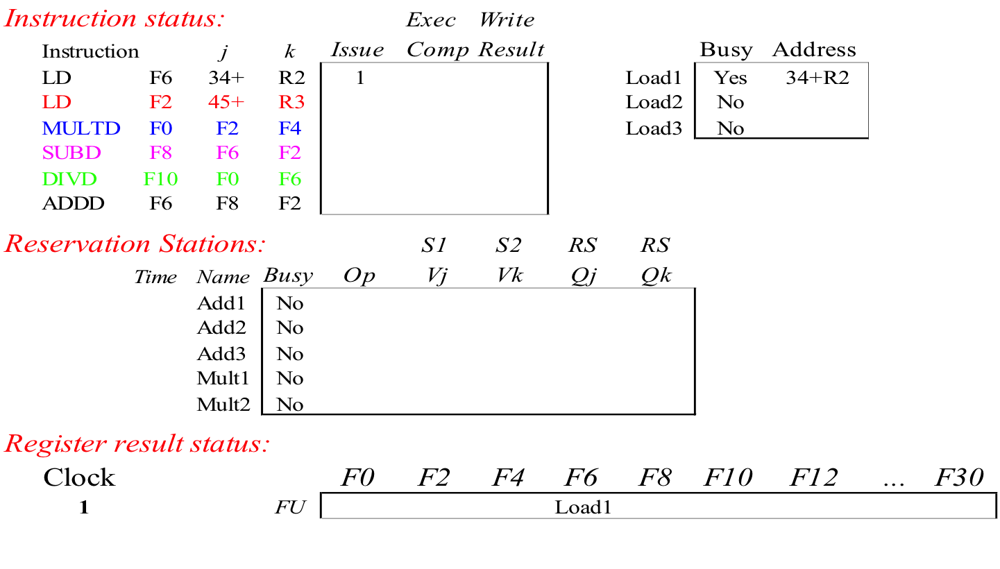 Instruction status: Exec Write
Instruction j k Issue Comp Result Busy Address
LD F6 34+ R2 1 Load1 Yes 34+R2
LD F2 45+ R3 Load2 No
MULTD F0 F2 F4 Load3 No
SUBD F8 F6 F2
DIVD F10 F0 F6
ADDD F6 F8 F2
Reservation Stations: S1 S2 RS RS
Time Name Busy Op Vj Vk Qj Qk
Add1 No
Add2 No
Add3 No
Mult1 No
Mult2 No
Register result status:
Clock F0 F2 F4 F6 F8 F10 F12 ... F30
1 FU Load1